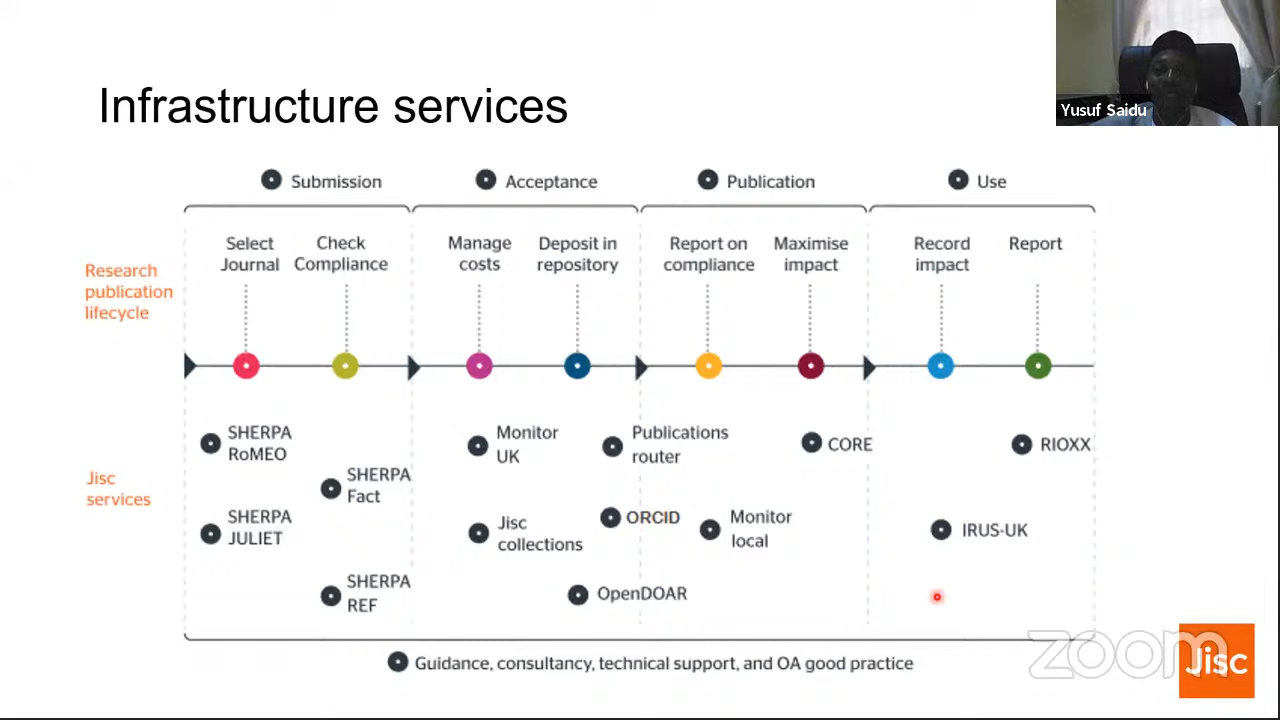 Infrastructure services
Yusuf Saidu
Submission
Acceptance
Publication
Use
Select
Journal
Check
Compliance
Manage
costs
Deposit in
repository
Report on
compliance
Maximise
impact
Record
impact
Report
Research
publication
lifecycle
Jisc
services
SHERPA
RoMEO
SHERPA
JULIET
SHERPA
Fact
SHERPA
REF
Monitor
UK
Jisc
collections
Publications
router
ORCID
OpenDOAR
Monitor
local
CORE
IRUS-UK
RIOXX
Guidance, consultancy, technical support, and OA good practice
zoom
Jisc